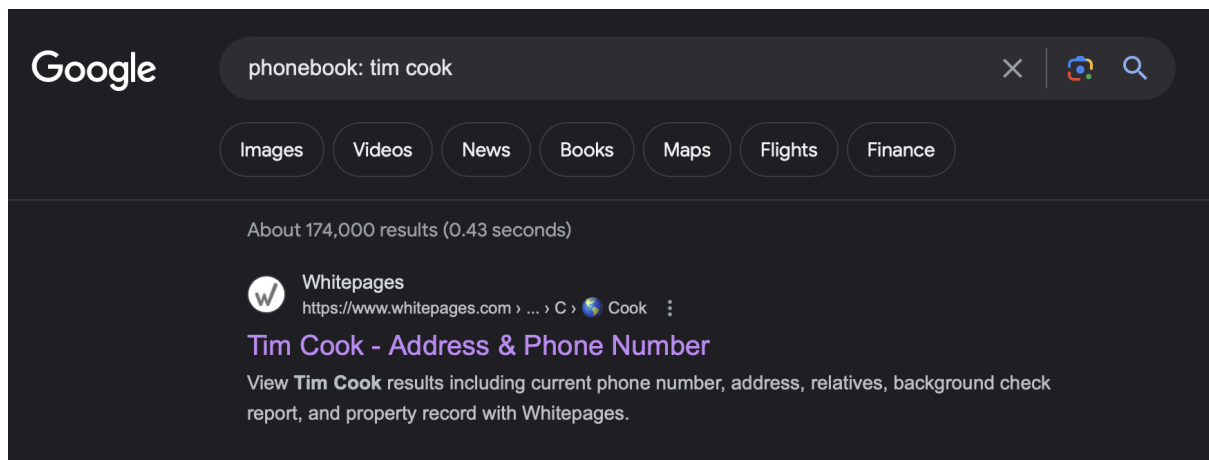 Google
phonebook: tim cook
Images Videos News Books Maps Flights Finance
About 174,000 results (0.43 seconds)
Whitepages
https://www.whitepages.com › ... › C › 🌎 Cook
Tim Cook - Address & Phone Number
View Tim Cook results including current phone number, address, relatives, background check
report, and property record with Whitepages.